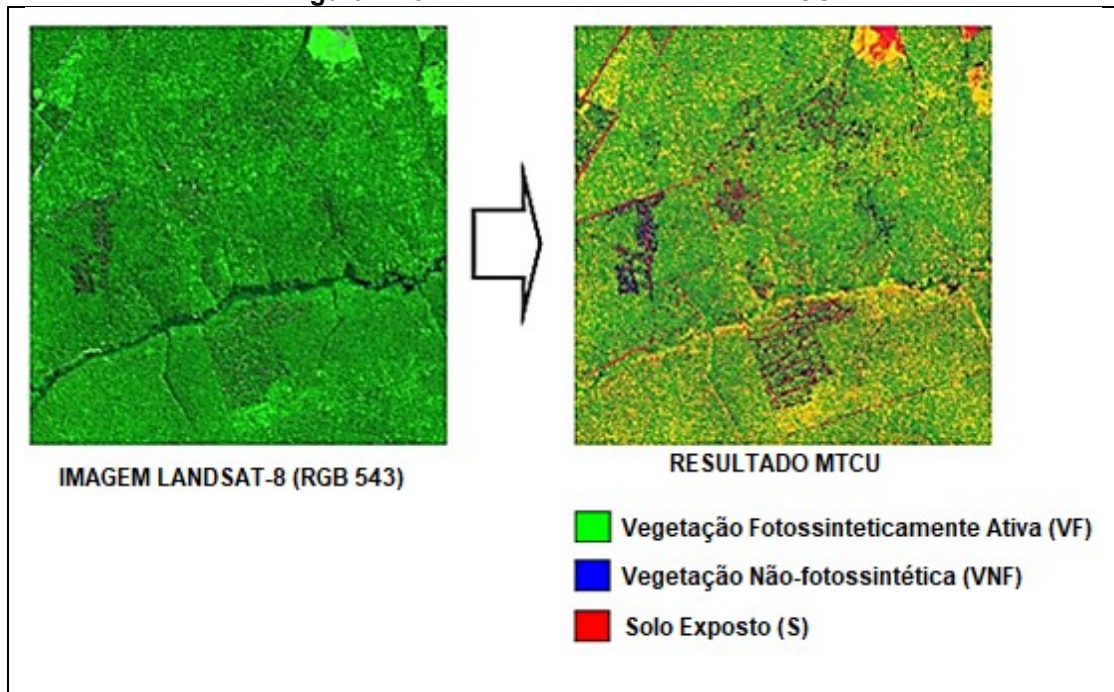 IMAGEM LANDSAT-8 (RGB 543)
RESULTADO MTCU
Vegetação Fotossinteticamente Ativa (VF)
Vegetação Não-fotossintética (VNF)
Solo Exposto (S)